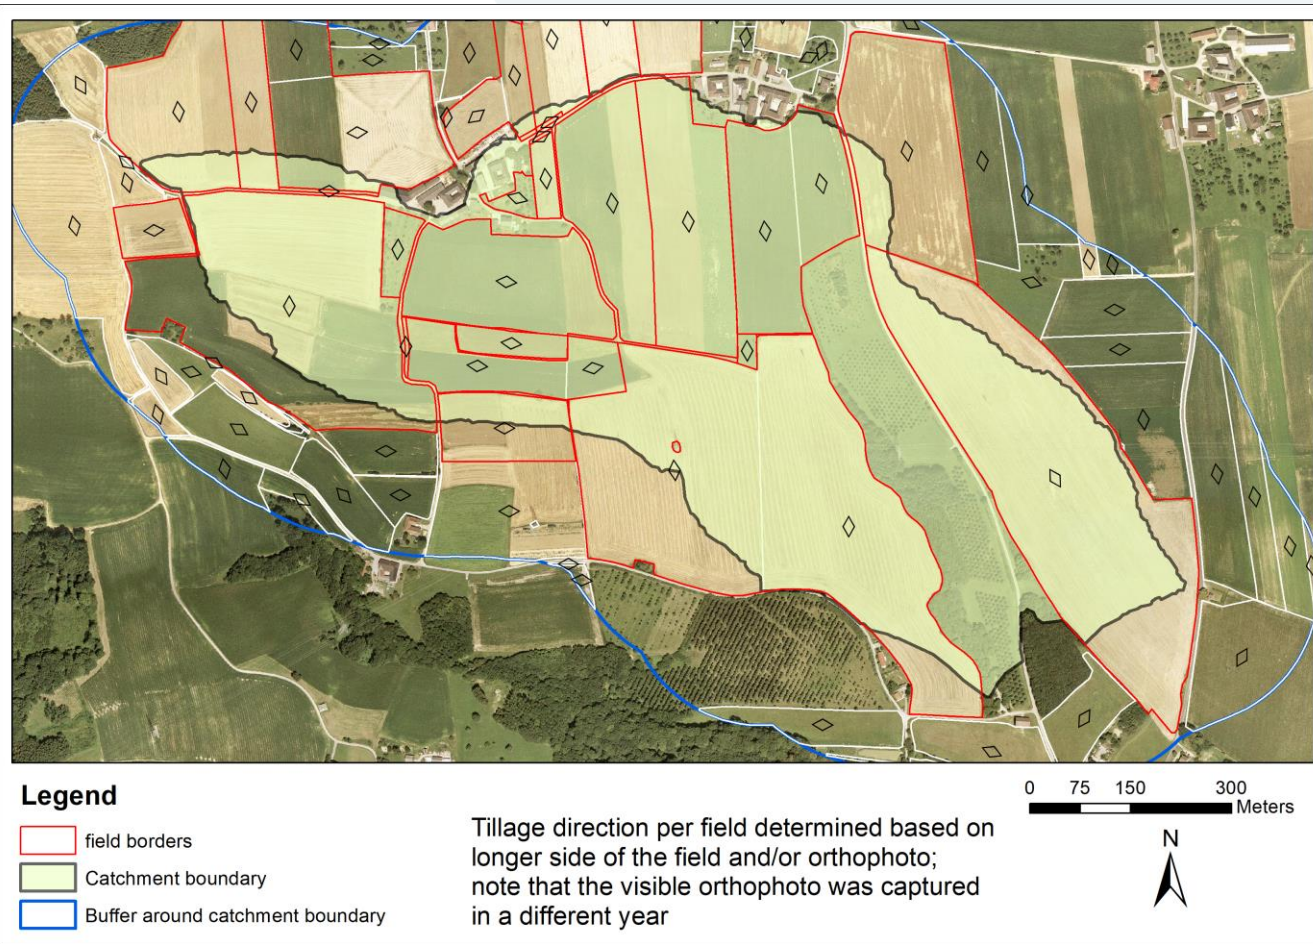 Legend
field borders
Catchment boundary
Buffer around catchment boundary
Tillage direction per field determined based on
longer side of the field and/or orthophoto;
note that the visible orthophoto was captured
in a different year
0 75 150 300
Meters
N